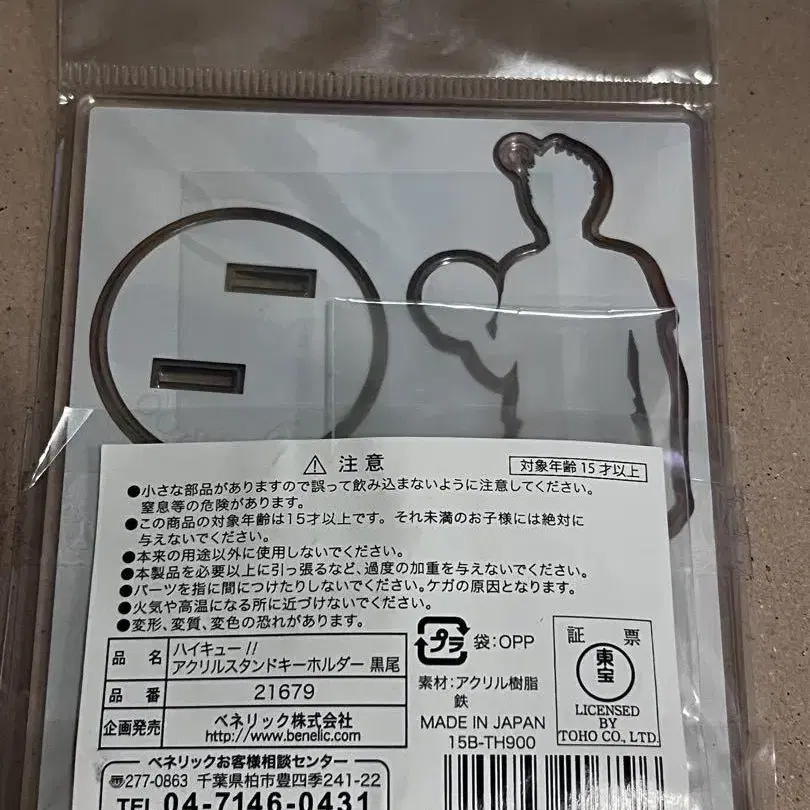 ⚠ 注意
対象年齢15才以上
●小さな部品がありますので誤って飲み込まないように注意してください。
窒息等の危険があります。
●この商品の対象年齢は15才以上です。それ未満のお子様には絶対に
与えないでください。
●本来の用途以外に使用しないでください。
●本製品を必要以上に引っ張るなど、過度の加重を与えないでください。
●パーツを指に間につけたりしないでください。ケガの原因となります。
●火気や高温になる所に近づけないでください。
●変形、変質、変色の恐れがあります。
品 名
ハイキュー!!
アクリルスタンドキーホルダー 黒尾
品 番
21679
企画発売
ベネリック株式会社
http://www.benelic.com
ベネリックお客様相談センター
〒277-0863 千葉県柏市豊四季241-22
TEL 04-7146-0431
プラ
袋:OPP
素材:アクリル樹脂
鉄
MADE IN JAPAN
15B-TH900
証 票
東宝
LICENSED
BY
TOHO CO., LTD.